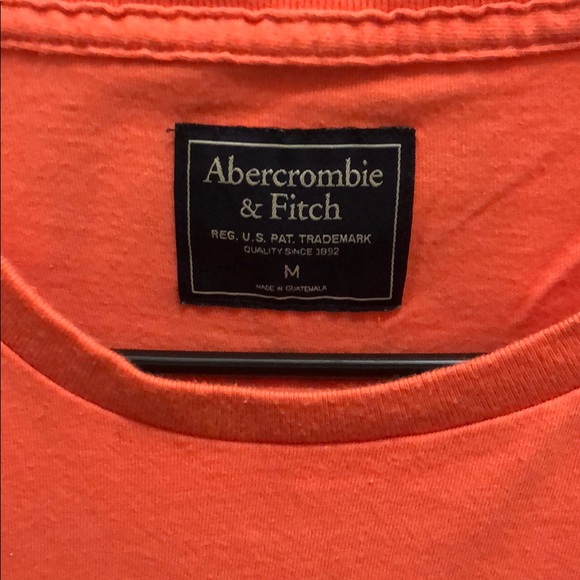 Abercrombie
& Fitch
REG. U.S. PAT. TRADEMARK
QUALITY SINCE 1892
M
MADE IN GUATEMALA